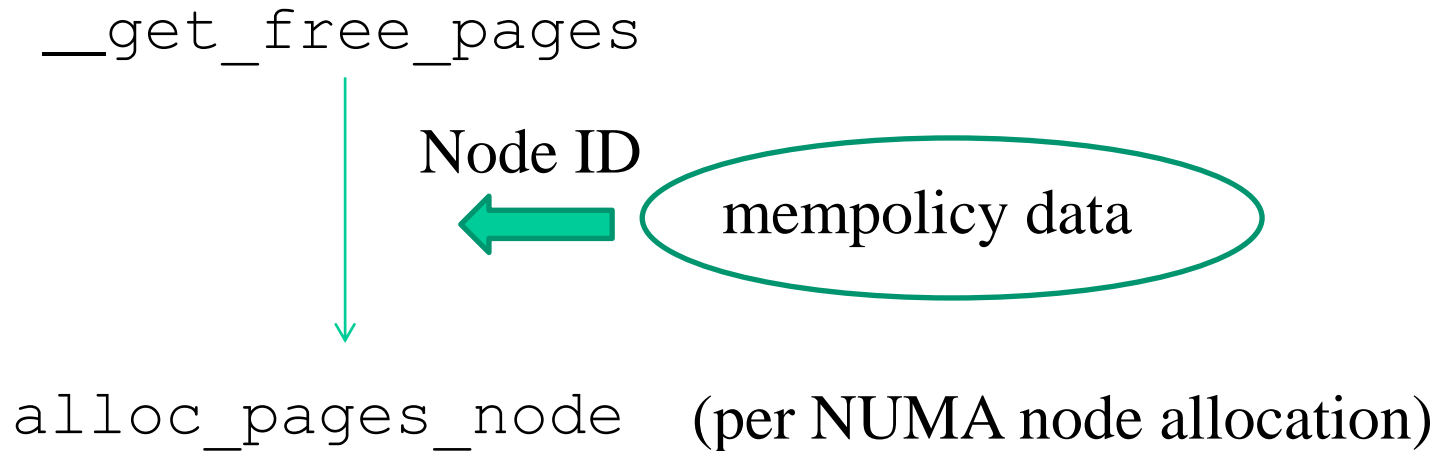 __get_free_pages
Node ID
mempolicy data
alloc_pages_node (per NUMA node allocation)